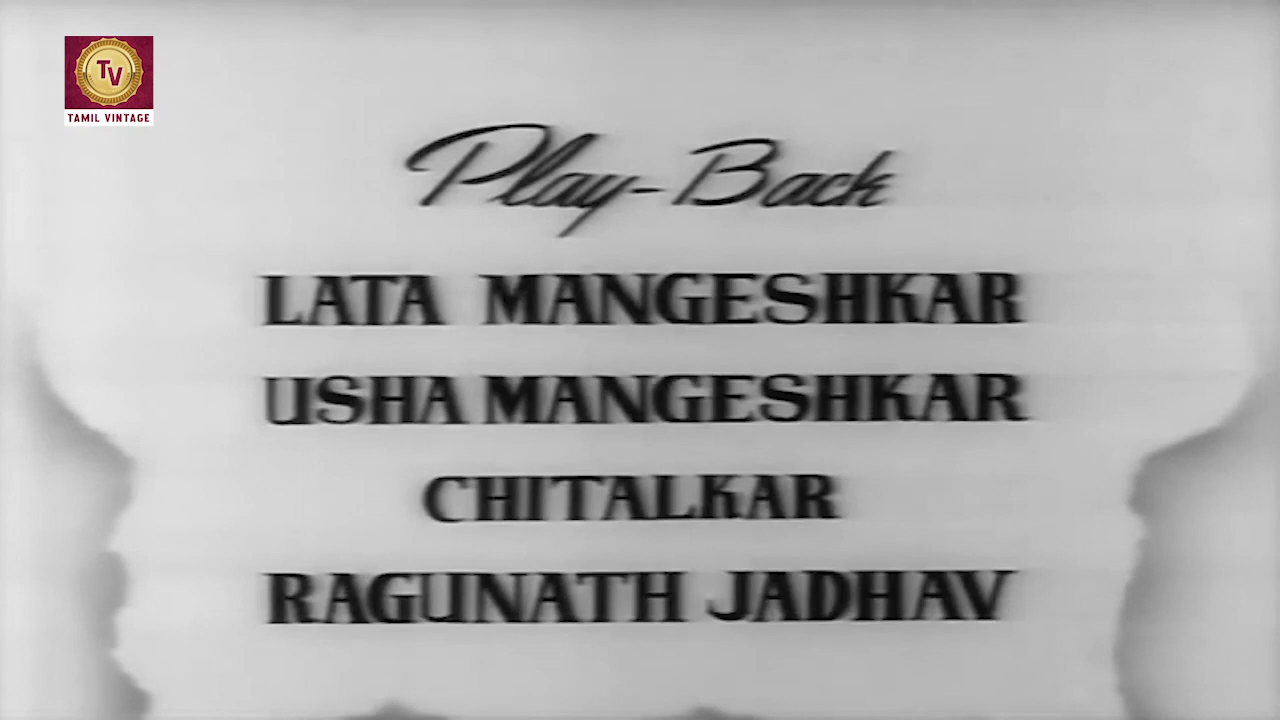 TV
TAMIL VINTAGE
Play-Back
LATA MANGESHKAR
USHA MANGESHKAR
CHITALKAR
RAGUNATH JADHAV